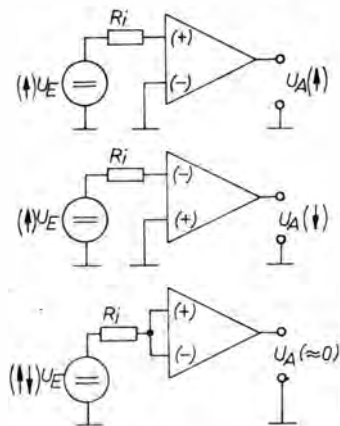 Ri
(+)
(↑)UE
(-)
UA(↑)
Ri
(-)
(↑)UE
(+)
UA(↓)
Ri
(+)
(-)
(↑↓)UE
UA(≈0)